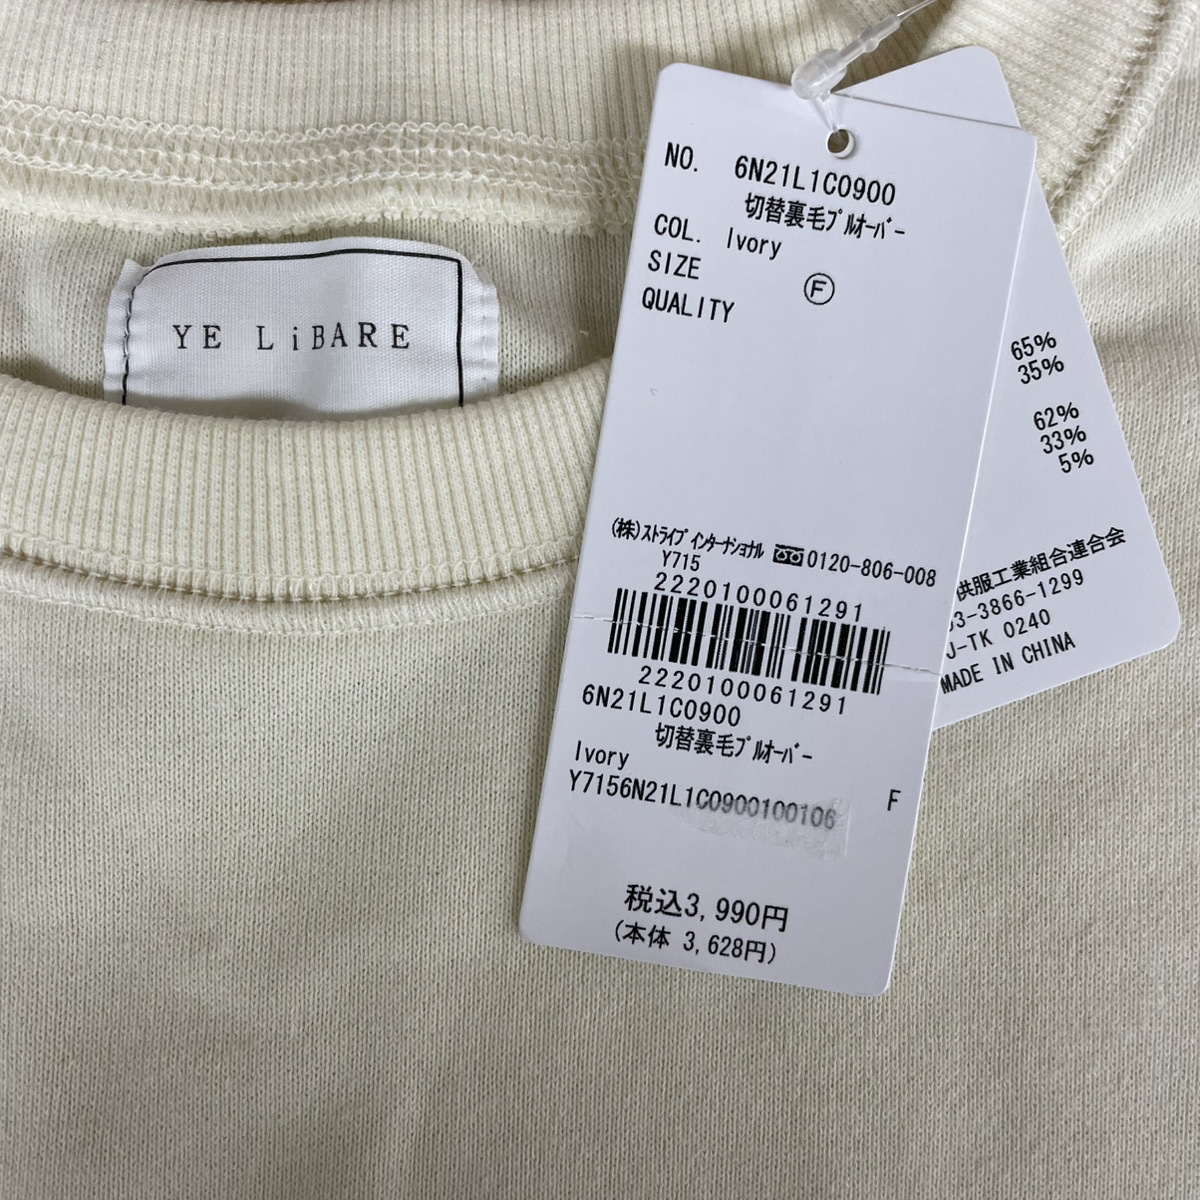 YE LiBARE
NO. 6N21L1C0900
切替裏毛ﾌﾟﾙｵｰﾊﾞｰ
COL. Ivory
SIZE Ⓕ
QUALITY
(株)ｽﾄﾗｲﾌﾟ ｲﾝﾀｰﾅｼｮﾅﾙ 0120-806-008
Y715
2220100061291
2220100061291
6N21L1C0900
切替裏毛ﾌﾟﾙｵｰﾊﾞｰ
Ivory F
Y7156N21L1C0900100106
税込3,990円
(本体 3,628円)
65%
35%
62%
33%
5%
供服工業組合連合会
3-3866-1299
J-TK 0240
MADE IN CHINA